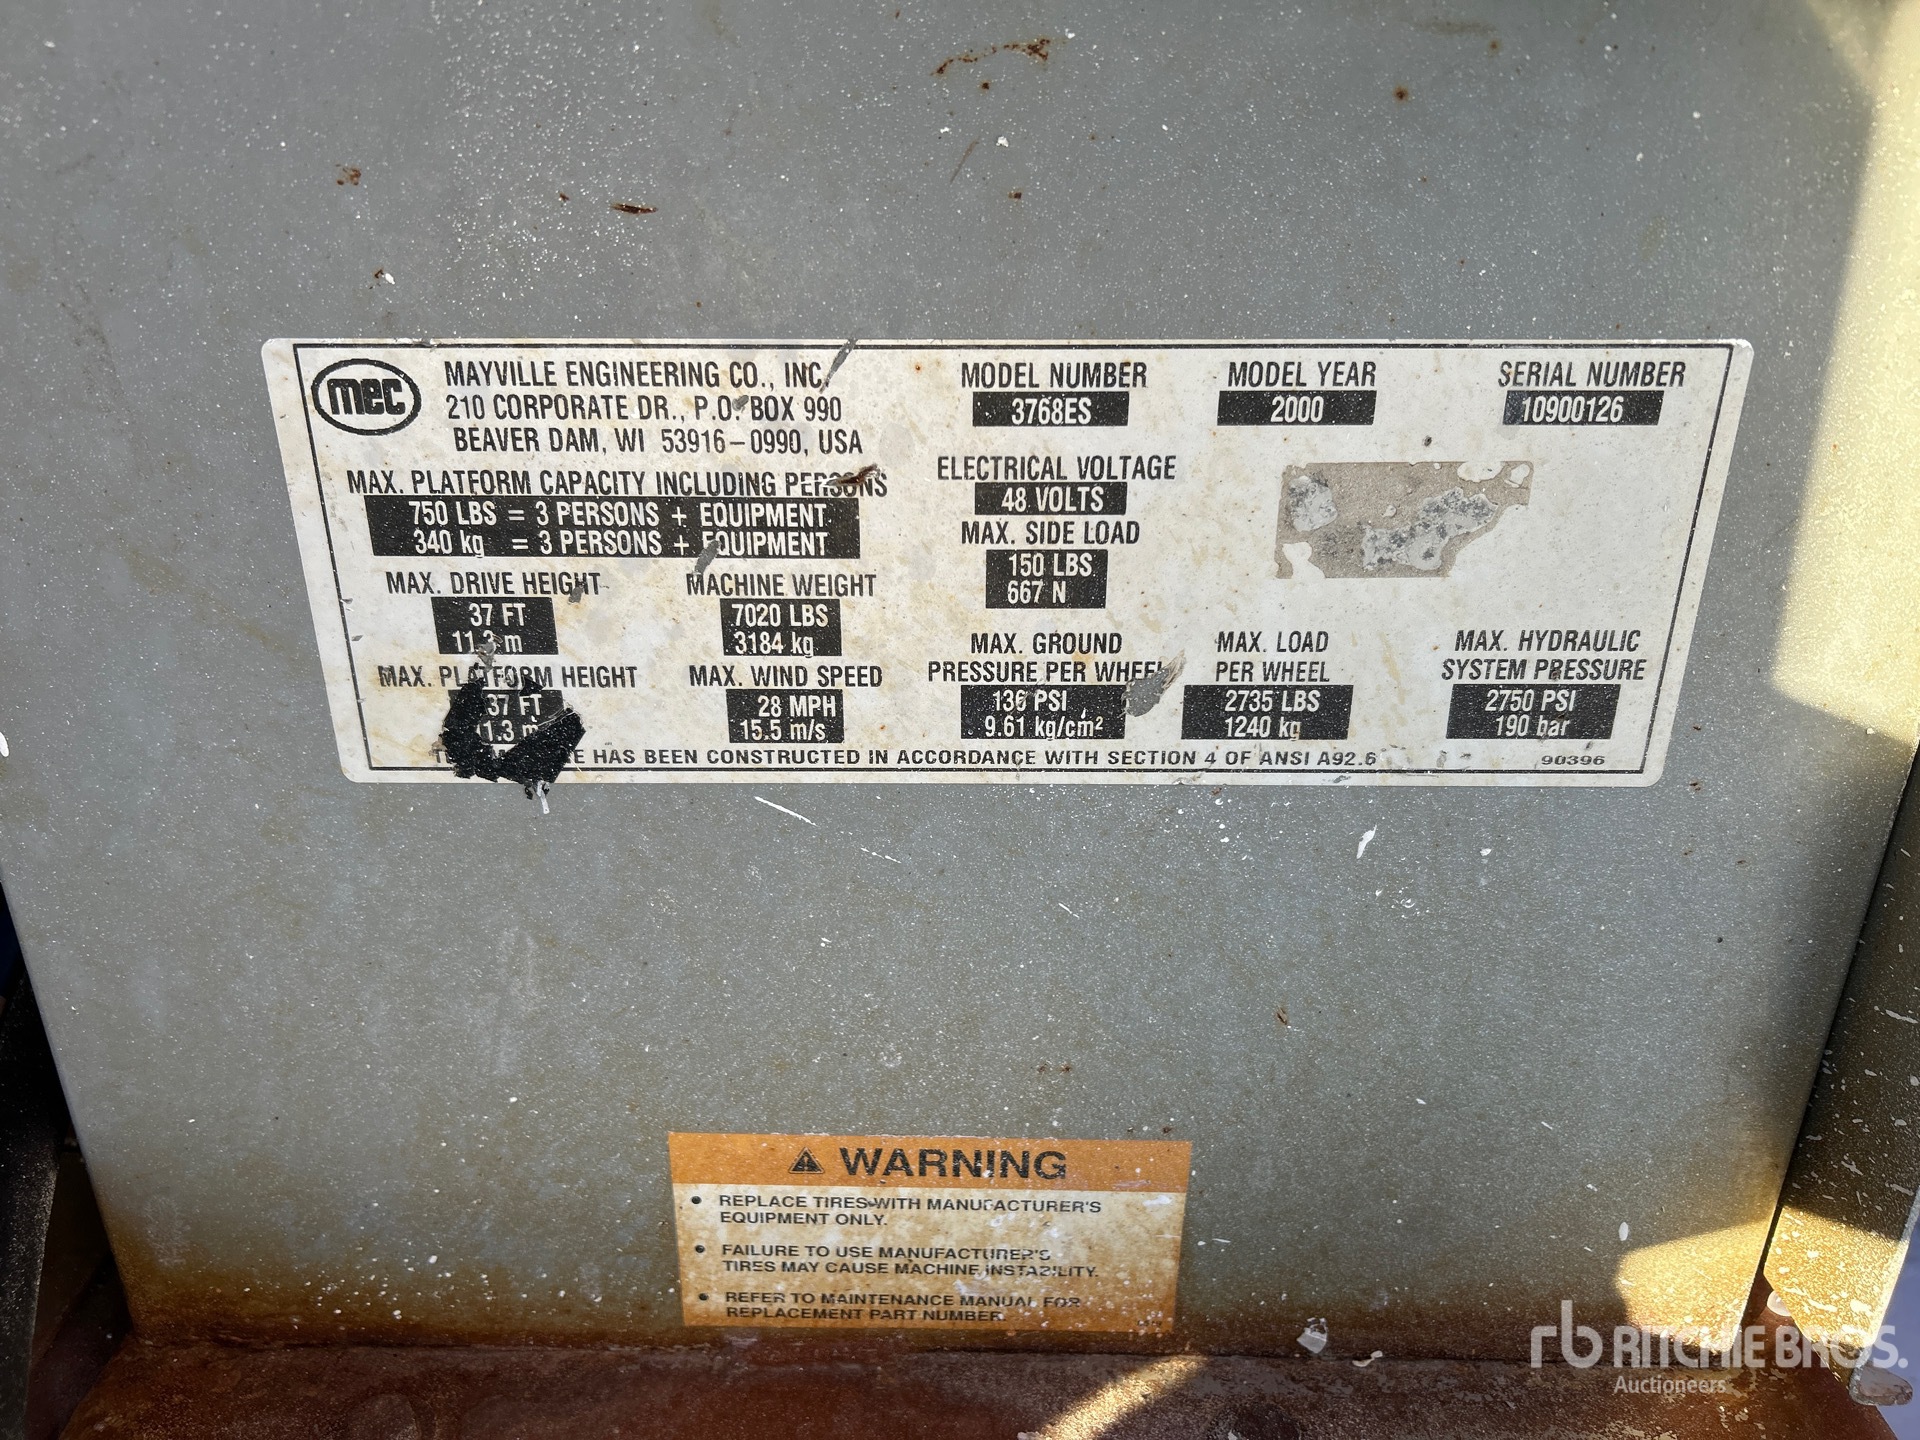 mec
MAYVILLE ENGINEERING CO., INC.
210 CORPORATE DR., P.O. BOX 990
BEAVER DAM, WI 53916-0990, USA
MODEL NUMBER
3768ES
MODEL YEAR
2000
SERIAL NUMBER
10900126
MAX. PLATFORM CAPACITY INCLUDING PERSONS
750 LBS = 3 PERSONS + EQUIPMENT
340 kg = 3 PERSONS + EQUIPMENT
ELECTRICAL VOLTAGE
48 VOLTS
MAX. SIDE LOAD
150 LBS
667 N
MAX. DRIVE HEIGHT
37 FT
11.3 m
MACHINE WEIGHT
7020 LBS
3184 kg
MAX. PLATFORM HEIGHT
37 FT
11.3 m
MAX. WIND SPEED
28 MPH
15.5 m/s
MAX. GROUND
PRESSURE PER WHEEL
136 PSI
9.61 kg/cm²
MAX. LOAD
PER WHEEL
2735 LBS
1240 kg
MAX. HYDRAULIC
SYSTEM PRESSURE
2750 PSI
190 bar
HAS BEEN CONSTRUCTED IN ACCORDANCE WITH SECTION 4 OF ANSI A92.6
90396
⚠ WARNING
• REPLACE TIRES WITH MANUFACTURER'S
EQUIPMENT ONLY.
• FAILURE TO USE MANUFACTURER'S
TIRES MAY CAUSE MACHINE INSTABILITY.
• REFER TO MAINTENANCE MANUAL FOR
REPLACEMENT PART NUMBER.
rb RITCHIE BROS.
Auctioneers